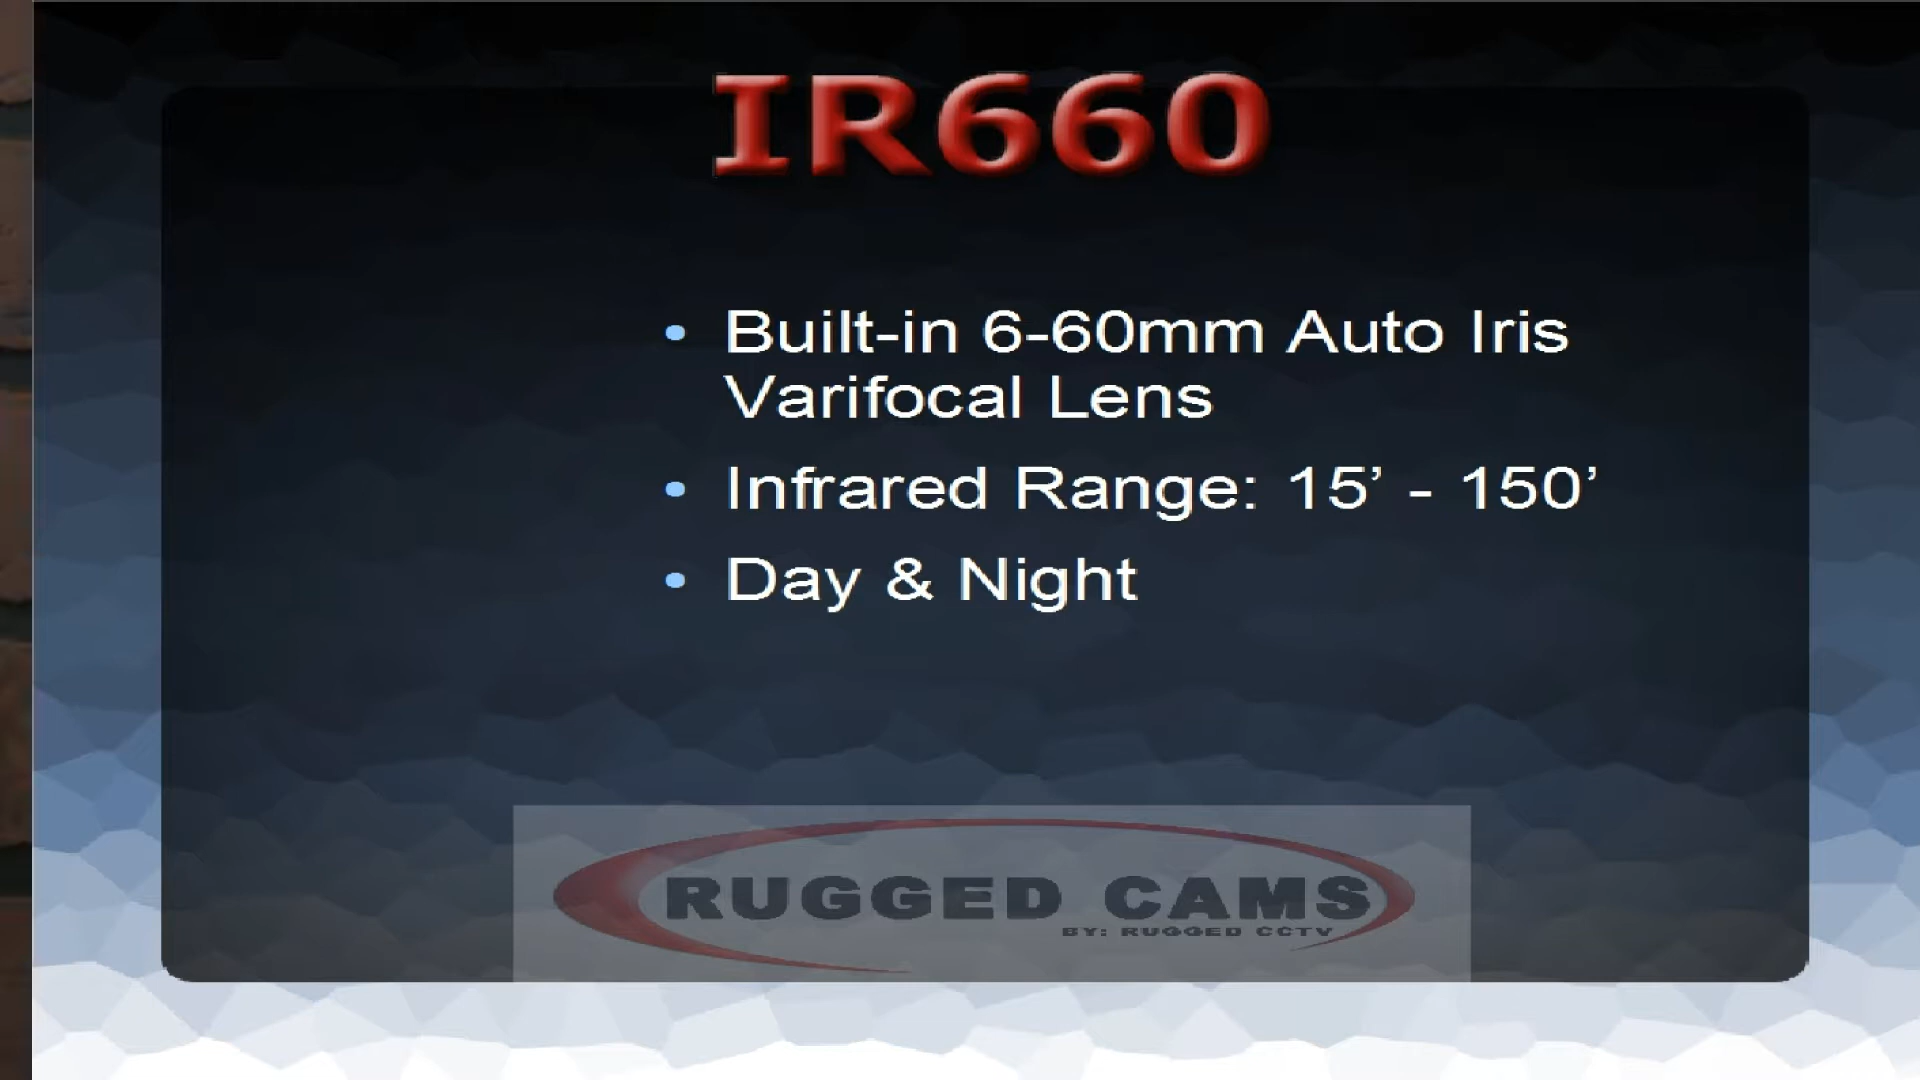 IR660
• Built-in 6-60mm Auto Iris
Varifocal Lens
• Infrared Range: 15’ - 150’
• Day & Night
RUGGED CAMS
BY: RUGGED CCTV